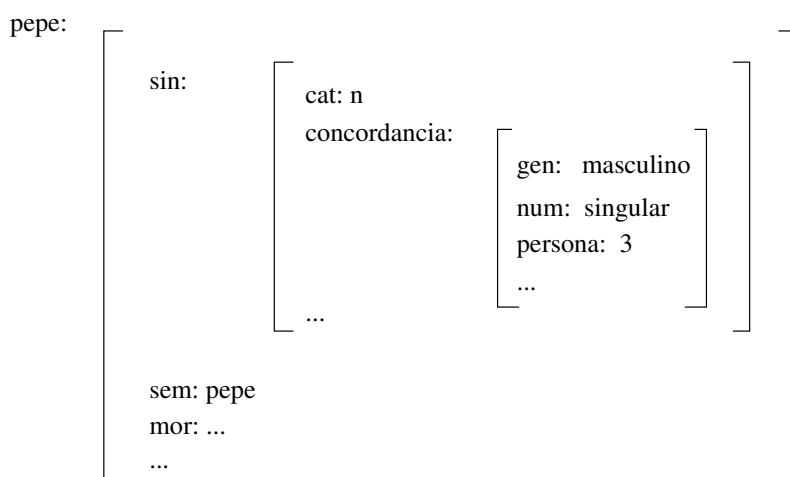 pepe:
sin:
cat: n
concordancia:
gen: masculino
num: singular
persona: 3
...
...
sem: pepe
mor: ...
...